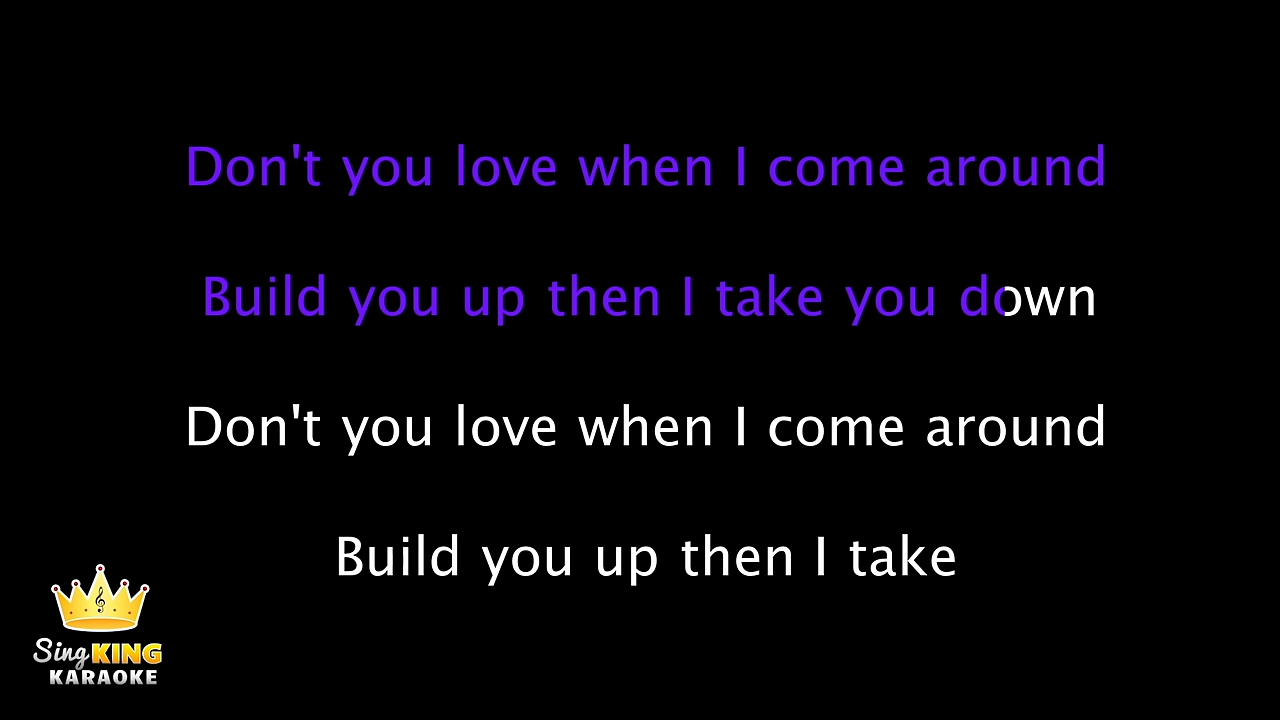 Don't you love when I come around
Build you up then I take you down
Don't you love when I come around
Build you up then I take
Sing KING
KARAOKE